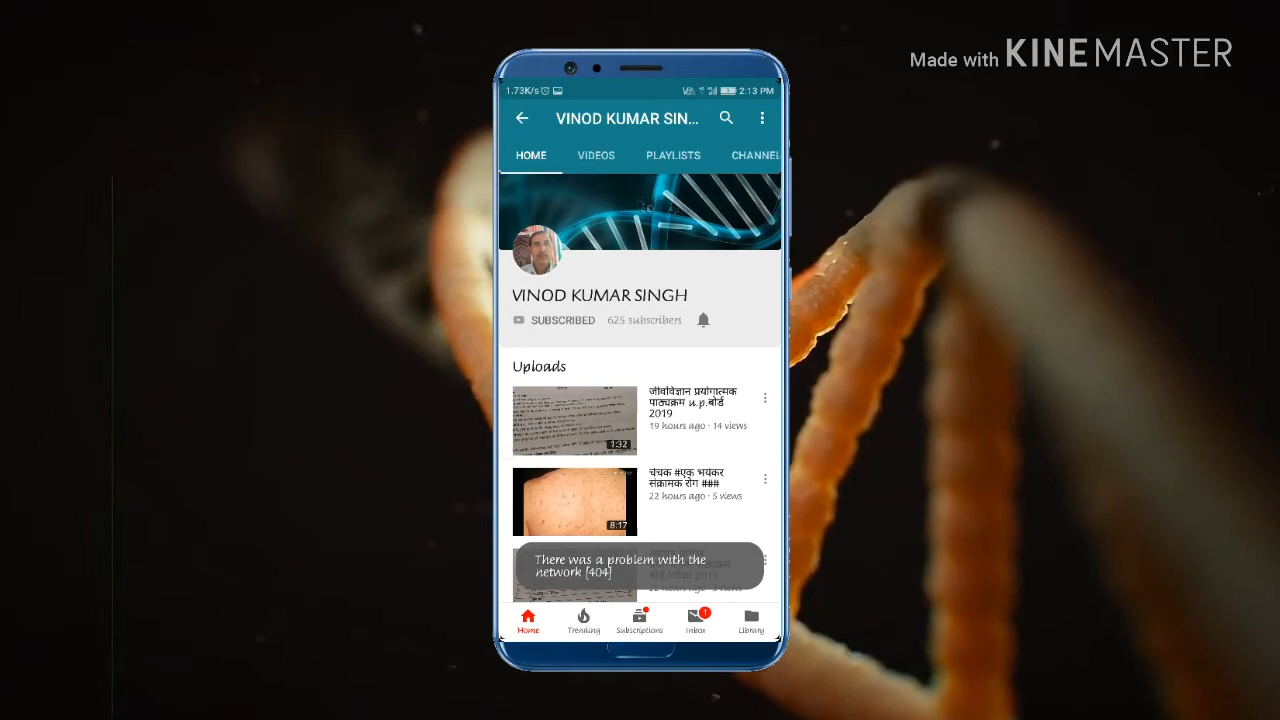 Made with KINEMASTER
1.73K/s 2:13 PM
VINOD KUMAR SIN...
HOME VIDEOS PLAYLISTS CHANNEL
VINOD KUMAR SINGH
SUBSCRIBED 625 subscribers
Uploads
जीवविज्ञान प्रयोगात्मक
पाठ्यक्रम u.p.बोर्ड
2019
19 hours ago · 14 views
1:32
चेचक #एक भयंकर
संक्रामक रोग ###
22 hours ago · 5 views
8:17
There was a problem with the
network [404]
Home Trending Subscriptions Inbox Library
1